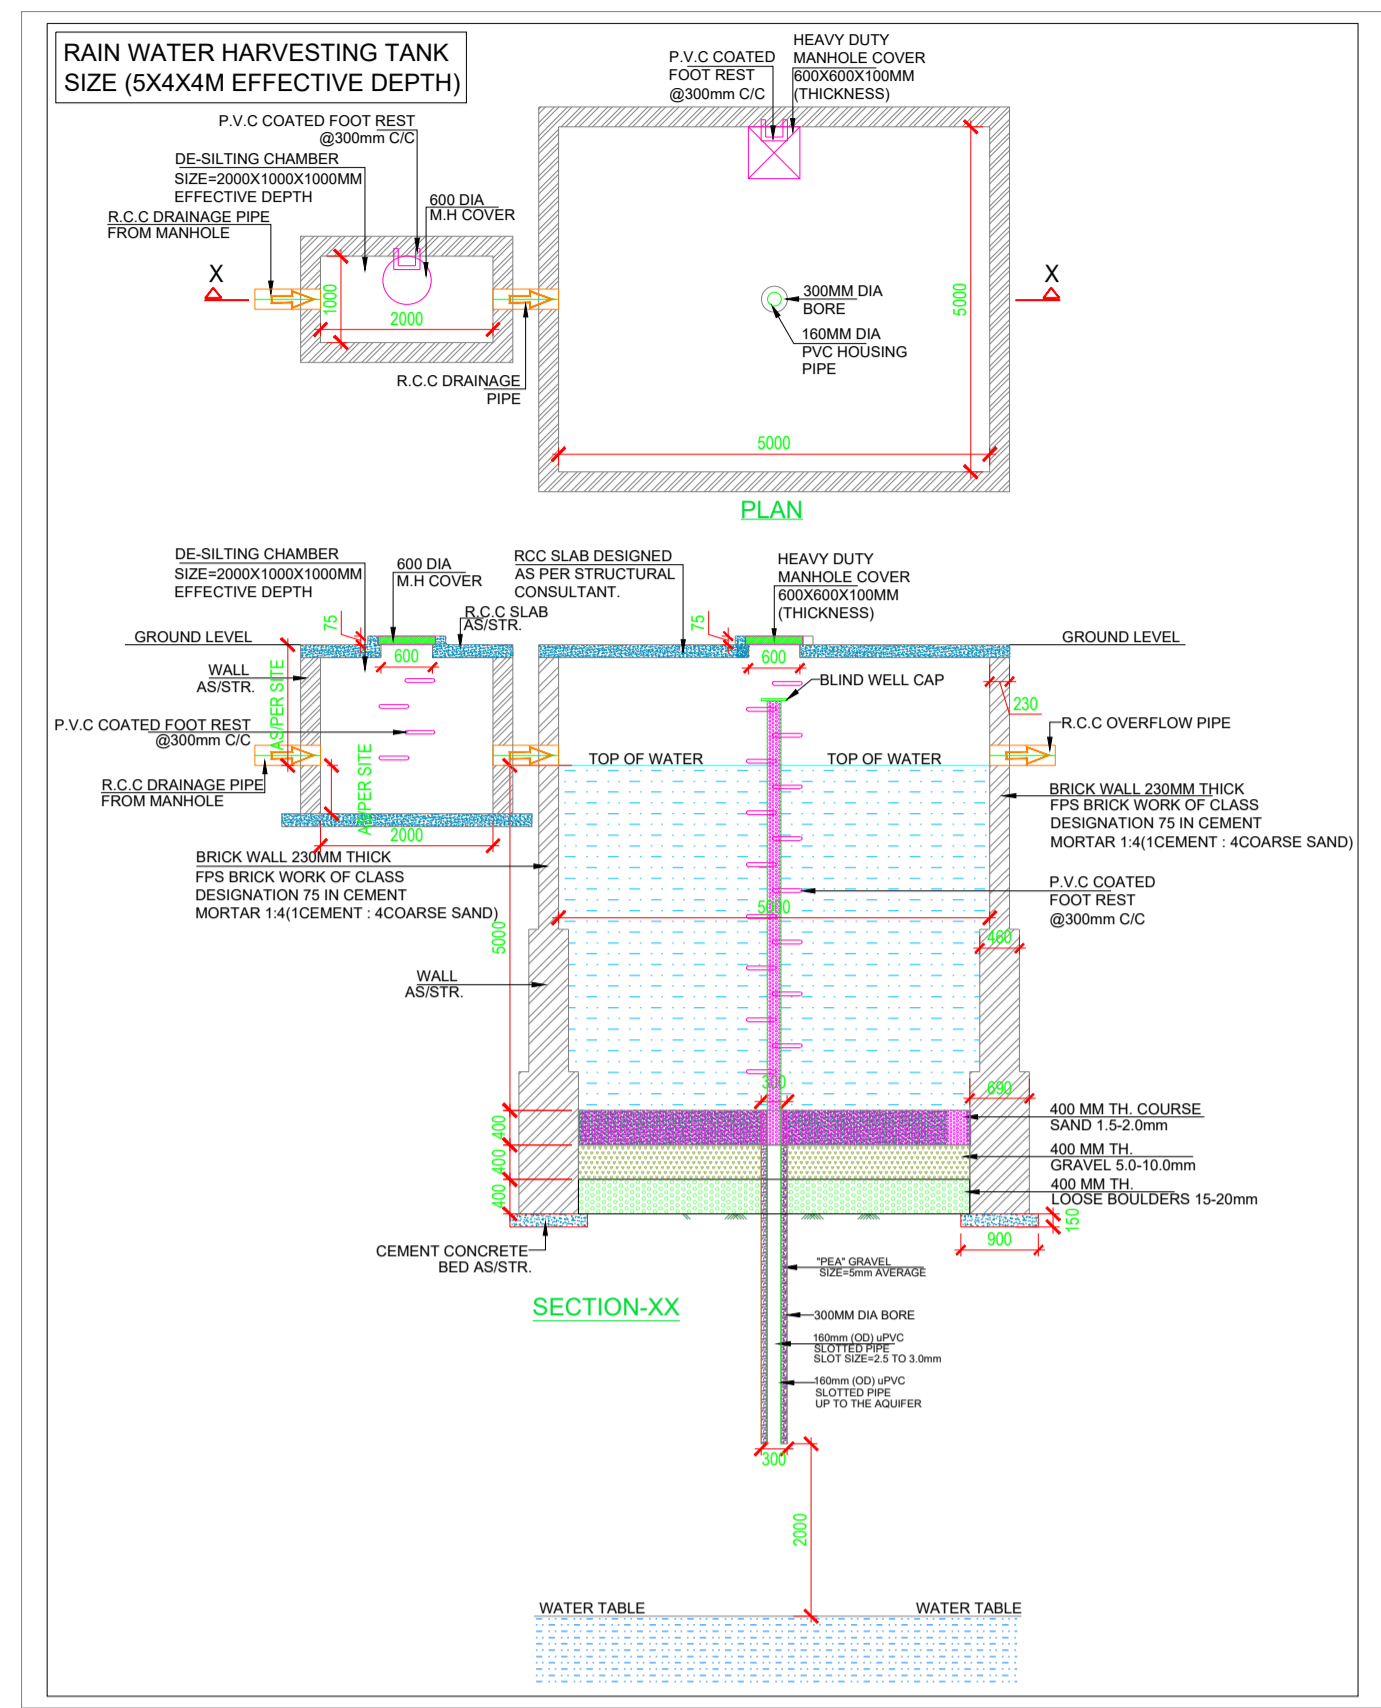 RAIN WATER HARVESTING TANK
SIZE (5X4X4M EFFECTIVE DEPTH)
P.V.C COATED FOOT REST
@300mm C/C
DE-SILTING CHAMBER
SIZE=2000X1000X1000MM
EFFECTIVE DEPTH
R.C.C DRAINAGE PIPE
FROM MANHOLE
600 DIA
M.H COVER
P.V.C COATED
FOOT REST
@300mm C/C
HEAVY DUTY
MANHOLE COVER
600X600X100MM
(THICKNESS)
X
X
1000
2000
R.C.C DRAINAGE
PIPE
300MM DIA
BORE
160MM DIA
PVC HOUSING
PIPE
5000
5000
PLAN
DE-SILTING CHAMBER
SIZE=2000X1000X1000MM
EFFECTIVE DEPTH
600 DIA
M.H COVER
RCC SLAB DESIGNED
AS PER STRUCTURAL
CONSULTANT.
HEAVY DUTY
MANHOLE COVER
600X600X100MM
(THICKNESS)
75
R.C.C SLAB
AS/STR.
75
GROUND LEVEL
GROUND LEVEL
600
600
WALL
AS/STR.
AS/PER SITE
BLIND WELL CAP
230
P.V.C COATED FOOT REST
@300mm C/C
R.C.C OVERFLOW PIPE
AS/PER SITE
TOP OF WATER
TOP OF WATER
R.C.C DRAINAGE PIPE
FROM MANHOLE
2000
BRICK WALL 230MM THICK
FPS BRICK WORK OF CLASS
DESIGNATION 75 IN CEMENT
MORTAR 1:4(1CEMENT : 4COARSE SAND)
BRICK WALL 230MM THICK
FPS BRICK WORK OF CLASS
DESIGNATION 75 IN CEMENT
MORTAR 1:4(1CEMENT : 4COARSE SAND)
P.V.C COATED
FOOT REST
@300mm C/C
5000
5000
460
WALL
AS/STR.
300
690
400
400
400
400 MM TH. COURSE
SAND 1.5-2.0mm
400 MM TH.
GRAVEL 5.0-10.0mm
400 MM TH.
LOOSE BOULDERS 15-20mm
150
900
CEMENT CONCRETE
BED AS/STR.
"PEA" GRAVEL
SIZE=5mm AVERAGE
SECTION-XX
300MM DIA BORE
160mm (OD) uPVC
SLOTTED PIPE
SLOT SIZE=2.5 TO 3.0mm
160mm (OD) uPVC
SLOTTED PIPE
UP TO THE AQUIFER
300
2000
WATER TABLE
WATER TABLE